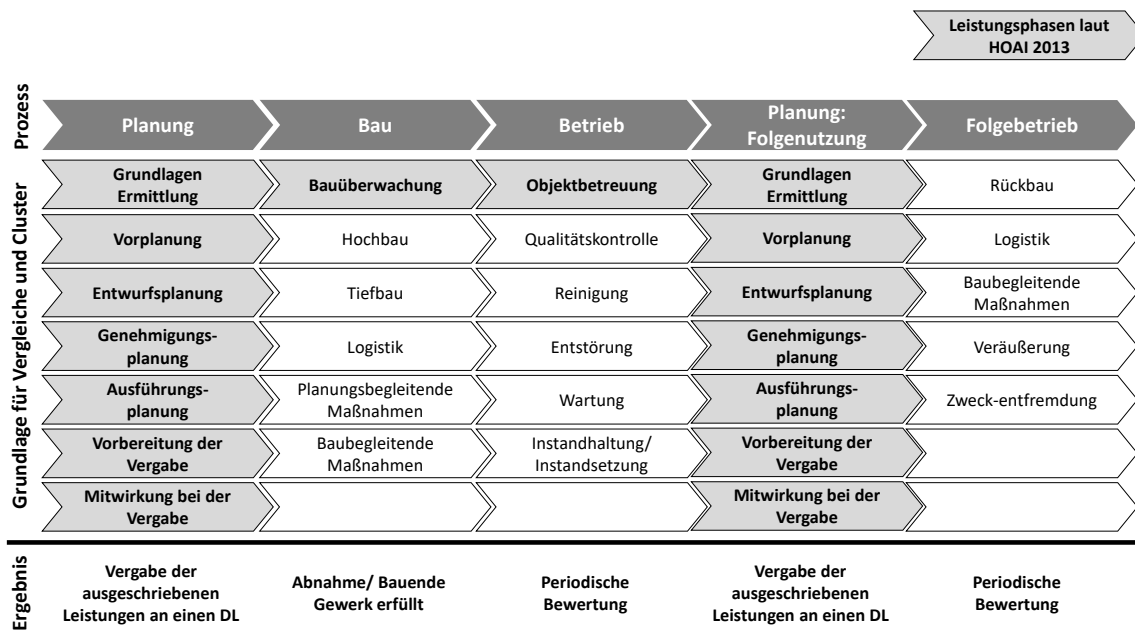 Leistungsphasen laut
HOAI 2013
Prozess
Planung
Bau
Betrieb
Planung:
Folgenutzung
Folgebetrieb
Grundlage für Vergleiche und Cluster
Grundlagen
Ermittlung
Bauüberwachung
Objektbetreuung
Grundlagen
Ermittlung
Rückbau
Vorplanung
Hochbau
Qualitätskontrolle
Vorplanung
Logistik
Entwurfsplanung
Tiefbau
Reinigung
Entwurfsplanung
Baubegleitende
Maßnahmen
Genehmigungs-
planung
Logistik
Entstörung
Genehmigungs-
planung
Veräußerung
Ausführungs-
planung
Planungsbegleitende
Maßnahmen
Wartung
Ausführungs-
planung
Zweck-entfremdung
Vorbereitung der
Vergabe
Baubegleitende
Maßnahmen
Instandhaltung/
Instandsetzung
Vorbereitung der
Vergabe
Mitwirkung bei der
Vergabe
Mitwirkung bei der
Vergabe
Ergebnis
Vergabe der
ausgeschriebenen
Leistungen an einen DL
Abnahme/ Bauende
Gewerk erfüllt
Periodische
Bewertung
Vergabe der
ausgeschriebenen
Leistungen an einen DL
Periodische
Bewertung